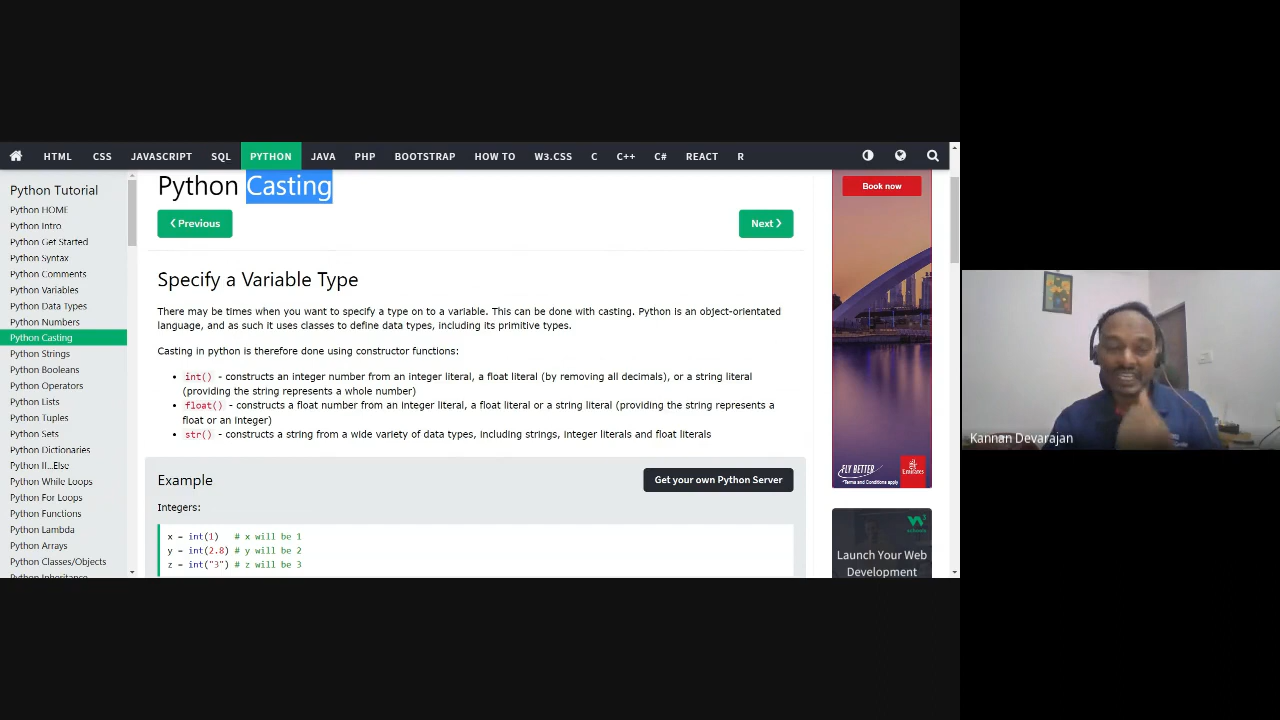 HTML CSS JAVASCRIPT SQL PYTHON JAVA PHP BOOTSTRAP HOW TO W3.CSS C C++ C# REACT R
Python Tutorial
Python HOME
Python Intro
Python Get Started
Python Syntax
Python Comments
Python Variables
Python Data Types
Python Numbers
Python Casting
Python Strings
Python Booleans
Python Operators
Python Lists
Python Tuples
Python Sets
Python Dictionaries
Python If...Else
Python While Loops
Python For Loops
Python Functions
Python Lambda
Python Arrays
Python Classes/Objects
Python Inheritance
Python Casting
❮ Previous
Next ❯
Specify a Variable Type
There may be times when you want to specify a type on to a variable. This can be done with casting. Python is an object-orientated
language, and as such it uses classes to define data types, including its primitive types.
Casting in python is therefore done using constructor functions:
• int() - constructs an integer number from an integer literal, a float literal (by removing all decimals), or a string literal
(providing the string represents a whole number)
• float() - constructs a float number from an integer literal, a float literal or a string literal (providing the string represents a
float or an integer)
• str() - constructs a string from a wide variety of data types, including strings, integer literals and float literals
Example
Get your own Python Server
Integers:
x = int(1) # x will be 1
y = int(2.8) # y will be 2
z = int("3") # z will be 3
Book now
FLY BETTER
Emirates
*Terms and Conditions apply
Launch Your Web
Development
Kannan Devarajan